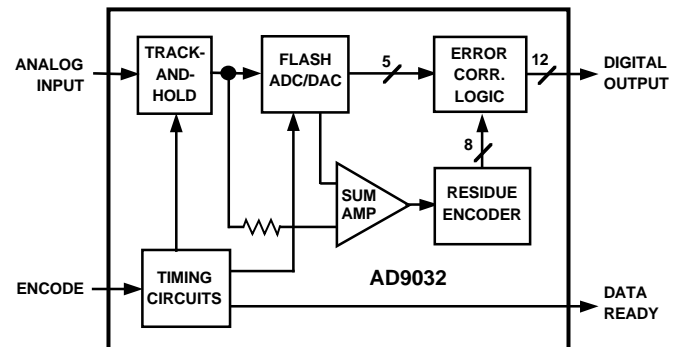 ANALOG
INPUT
TRACK-
AND-
HOLD
FLASH
ADC/DAC
5
ERROR
CORR.
LOGIC
12
DIGITAL
OUTPUT
8
SUM
AMP
RESIDUE
ENCODER
ENCODE
TIMING
CIRCUITS
AD9032
DATA
READY